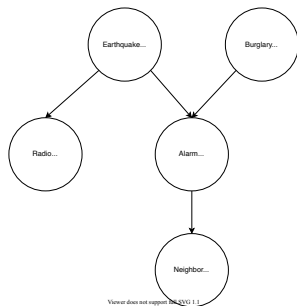 Earthquake...
Burglary...
Radio...
Alarm...
Neighbor...
Viewer does not support full SVG 1.1